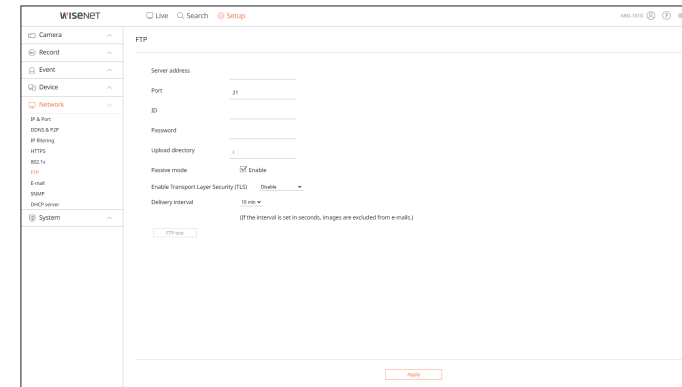 WISENET
Live Search Setup
ARD-1610
Camera
Record
Event
Device
Network
IP & Port
DDNS & P2P
IP filtering
HTTPS
802.1x
FTP
E-mail
SNMP
DHCP server
System
FTP
Server address
Port 21
ID
Password
Upload directory /
Passive mode Enable
Enable Transport Layer Security (TLS) Disable
Delivery interval 10 min
(If the interval is set in seconds, images are excluded from e-mails.)
FTP test
Apply